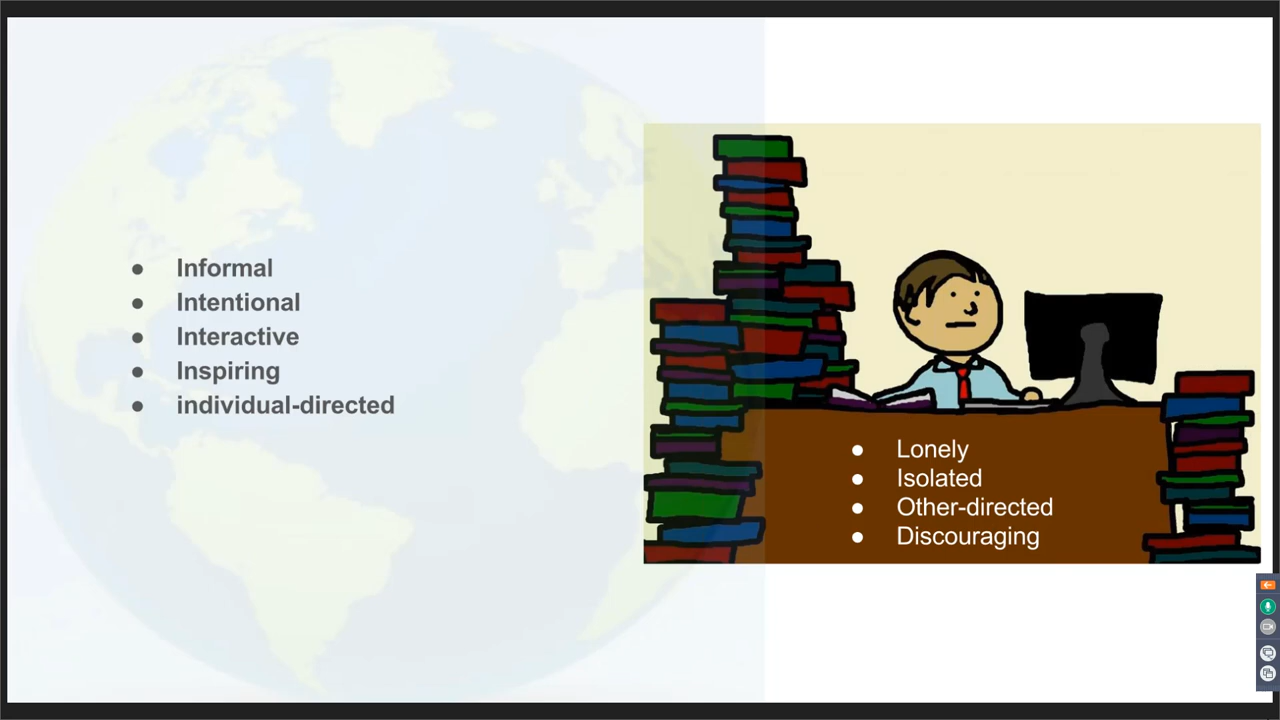 ● Informal
● Intentional
● Interactive
● Inspiring
● individual-directed
● Lonely
● Isolated
● Other-directed
● Discouraging